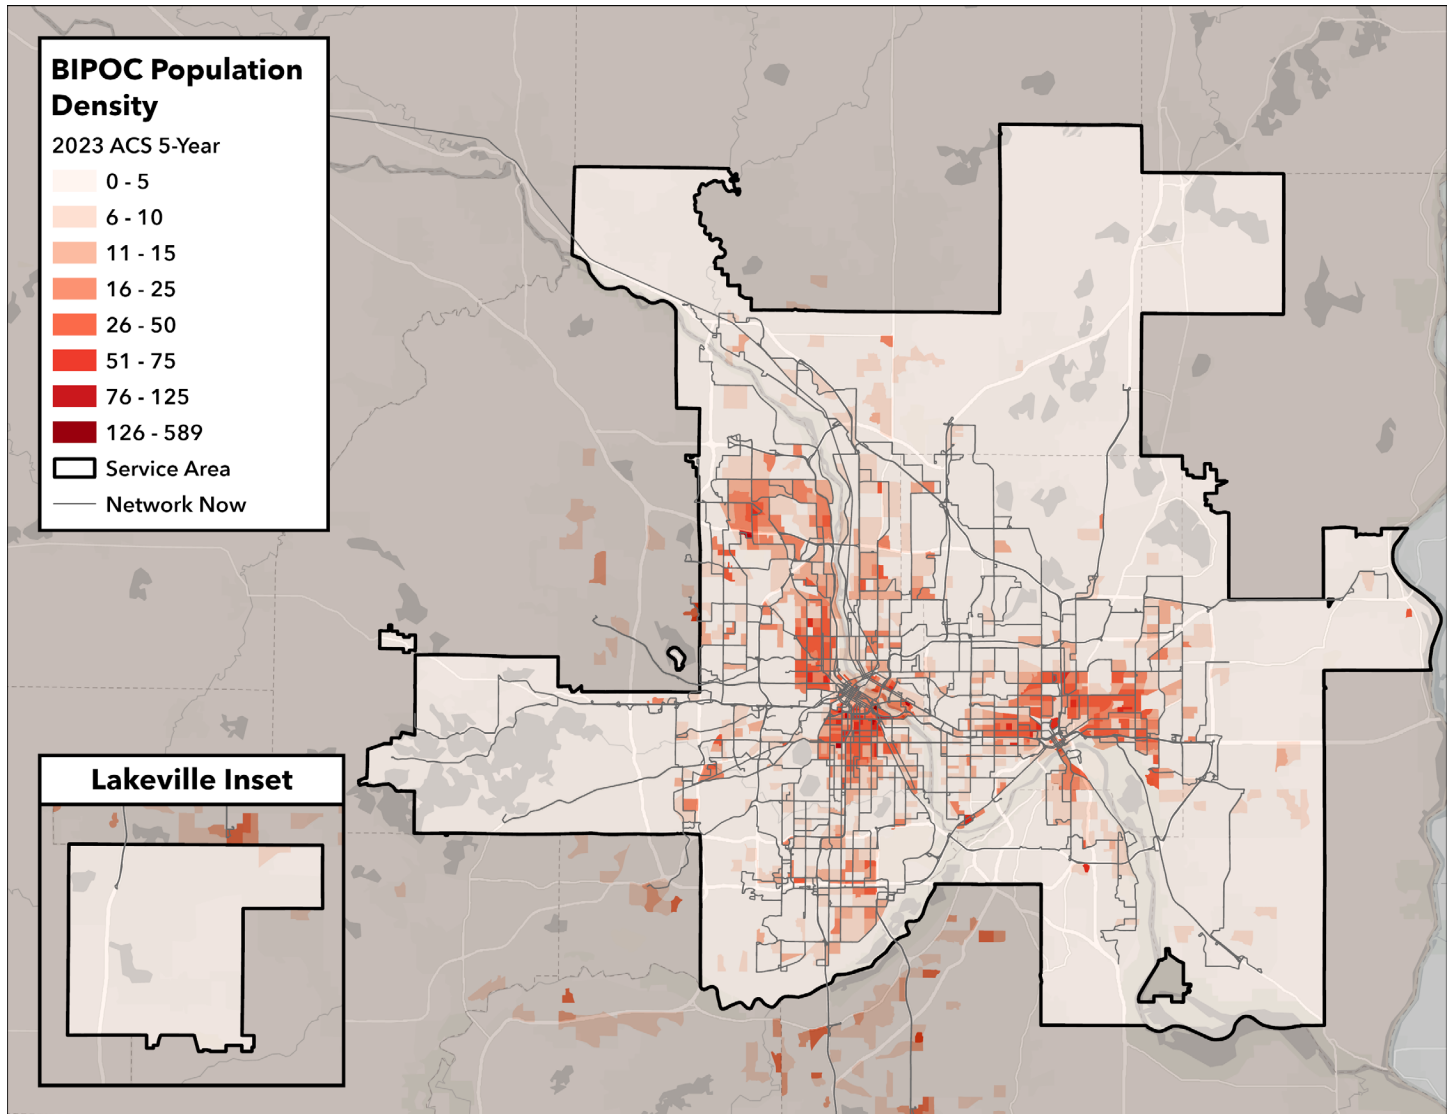 BIPOC Population
Density
2023 ACS 5-Year
0 - 5
6 - 10
11 - 15
16 - 25
26 - 50
51 - 75
76 - 125
126 - 589
Service Area
Network Now
Lakeville Inset